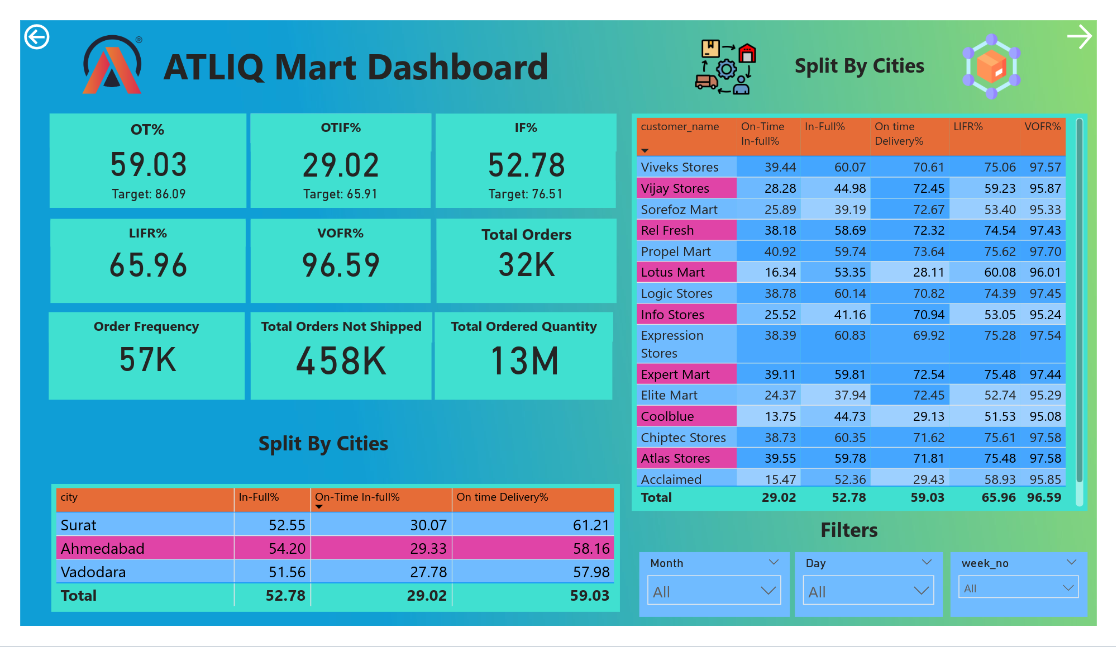 ATLIQ Mart Dashboard
®
Split By Cities
OT%
59.03
Target: 86.09
OTIF%
29.02
Target: 65.91
IF%
52.78
Target: 76.51
LIFR%
65.96
VOFR%
96.59
Total Orders
32K
Order Frequency
57K
Total Orders Not Shipped
458K
Total Ordered Quantity
13M
Split By Cities
city In-Full% On-Time In-full% On time Delivery%
Surat 52.55 30.07 61.21
Ahmedabad 54.20 29.33 58.16
Vadodara 51.56 27.78 57.98
Total 52.78 29.02 59.03
customer_name On-Time In-Full% On time LIFR% VOFR%
In-full% Delivery%
Viveks Stores 39.44 60.07 70.61 75.06 97.57
Vijay Stores 28.28 44.98 72.45 59.23 95.87
Sorefoz Mart 25.89 39.19 72.67 53.40 95.33
Rel Fresh 38.18 58.69 72.32 74.54 97.43
Propel Mart 40.92 59.74 73.64 75.62 97.70
Lotus Mart 16.34 53.35 28.11 60.08 96.01
Logic Stores 38.78 60.14 70.82 74.39 97.45
Info Stores 25.52 41.16 70.94 53.05 95.24
Expression 38.39 60.83 69.92 75.28 97.54
Stores
Expert Mart 39.11 59.81 72.54 75.48 97.44
Elite Mart 24.37 37.94 72.45 52.74 95.29
Coolblue 13.75 44.73 29.13 51.53 95.08
Chiptec Stores 38.73 60.35 71.62 75.61 97.58
Atlas Stores 39.55 59.78 71.81 75.48 97.58
Acclaimed 15.47 52.36 29.43 58.93 95.85
Total 29.02 52.78 59.03 65.96 96.59
Filters
Month
All
Day
All
week_no
All